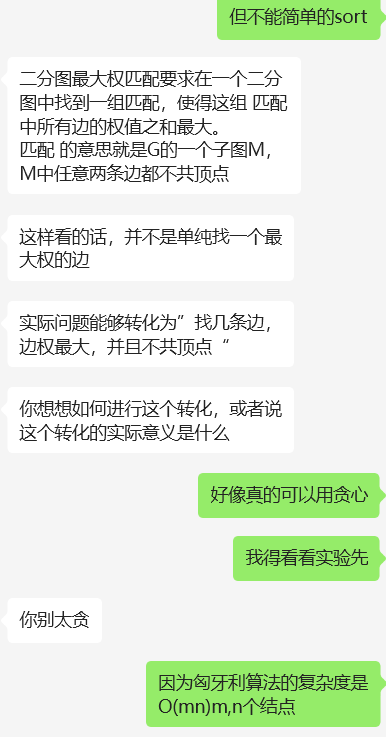 但不能简单的sort
二分图最大权匹配要求在一个二分
图中找到一组匹配，使得这组 匹配
中所有边的权值之和最大。
匹配 的意思就是G的一个子图M，
M中任意两条边都不共顶点
这样看的话，并不是单纯找一个最
大权的边
实际问题能够转化为”找几条边，
边权最大，并且不共顶点“
你想想如何进行这个转化，或者说
这个转化的实际意义是什么
好像真的可以用贪心
我得看看实验先
你别太贪
因为匈牙利算法的复杂度是
O(mn)m,n个结点